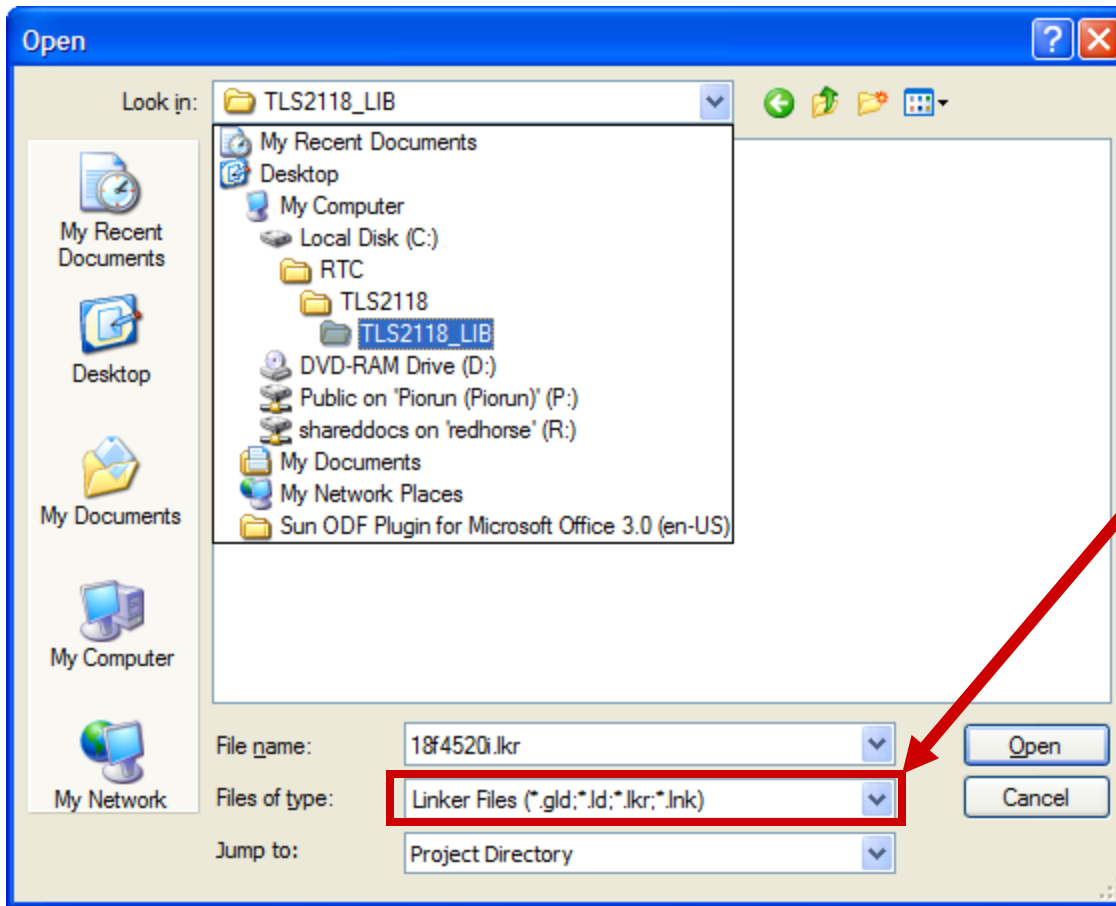 Open
Look in:
TLS2118_LIB
My Recent Documents
Desktop
My Computer
Local Disk (C:)
RTC
TLS2118
TLS2118_LIB
DVD-RAM Drive (D:)
Public on 'Piorun (Piorun)' (P:)
shareddocs on 'redhorse' (R:)
My Documents
My Network Places
Sun ODF Plugin for Microsoft Office 3.0 (en-US)
My Recent
Documents
Desktop
My Documents
My Computer
My Network
File name:
18f4520i.lkr
Open
Files of type:
Linker Files (*.gld;*.ld;*.lkr;*.lnk)
Cancel
Jump to:
Project Directory